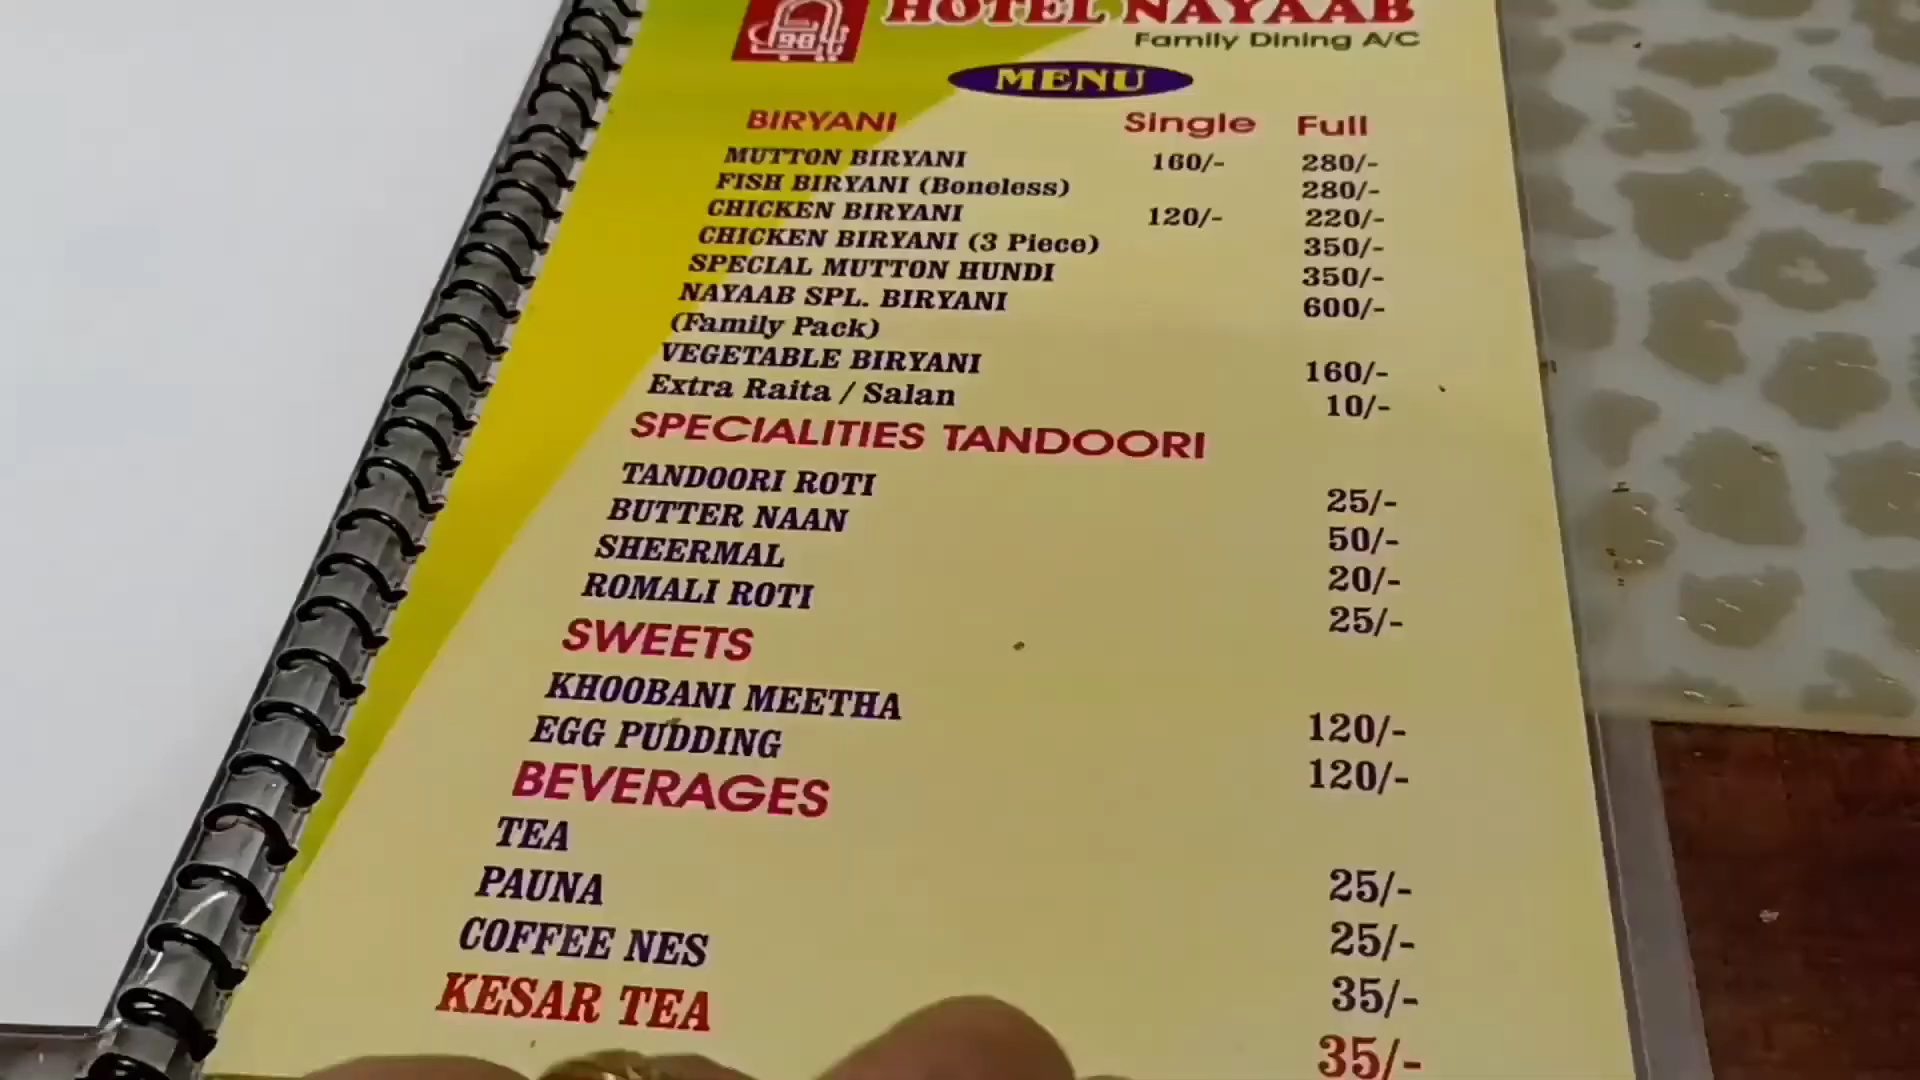 HOTEL NAYAAB
Family Dining A/C
MENU
BIRYANI Single Full
MUTTON BIRYANI 160/- 280/-
FISH BIRYANI (Boneless) 280/-
CHICKEN BIRYANI 120/- 220/-
CHICKEN BIRYANI (3 Piece) 350/-
SPECIAL MUTTON HUNDI 350/-
NAYAAB SPL. BIRYANI 600/-
(Family Pack)
VEGETABLE BIRYANI 160/-
Extra Raita / Salan 10/-
SPECIALITIES TANDOORI
TANDOORI ROTI 25/-
BUTTER NAAN 50/-
SHEERMAL 20/-
ROMALI ROTI 25/-
SWEETS
KHOOBANI MEETHA 120/-
EGG PUDDING 120/-
BEVERAGES
TEA 25/-
PAUNA 25/-
COFFEE NES 35/-
KESAR TEA 35/-